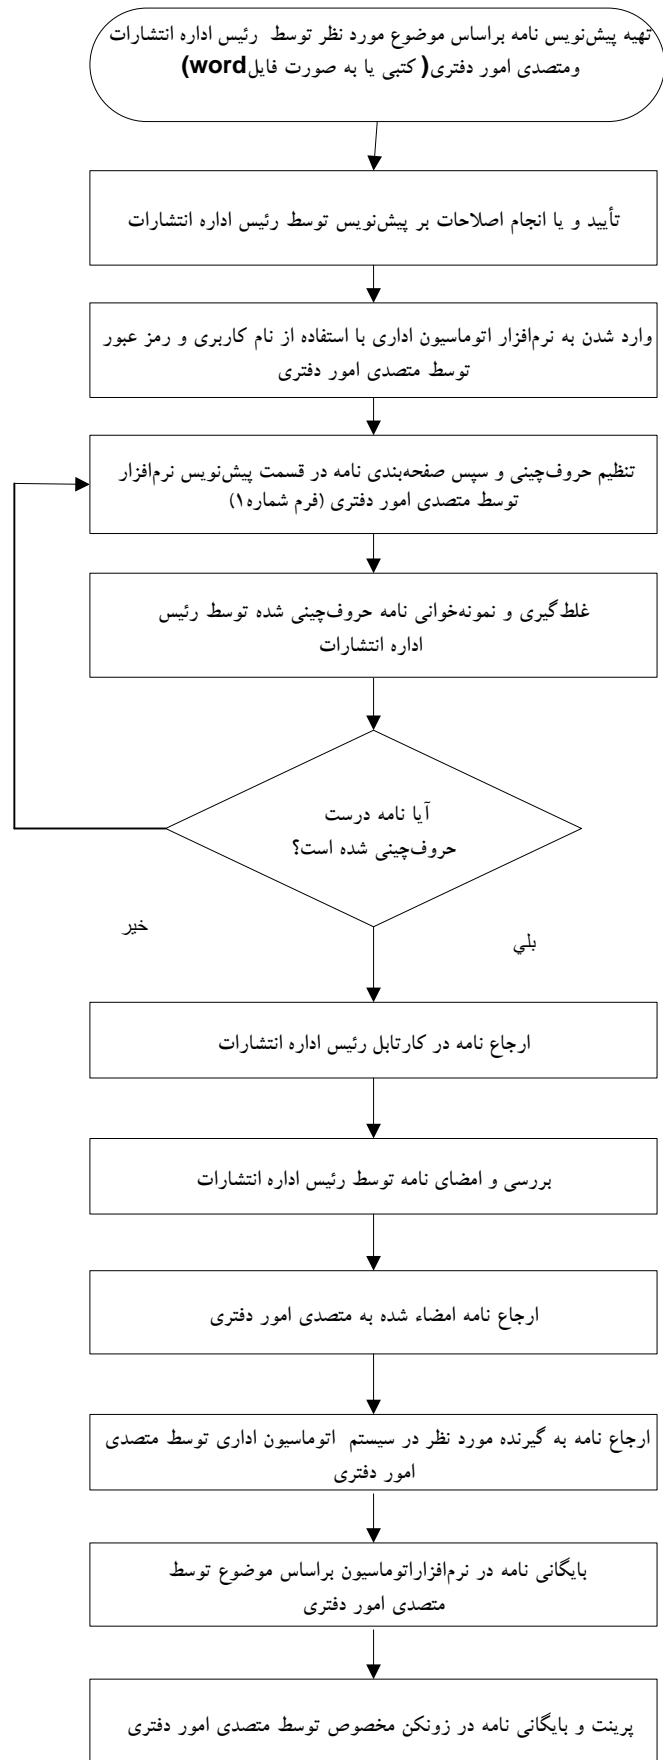 تهیه پیش‌نویس نامه براساس موضوع مورد نظر توسط رئیس اداره انتشارات
ومتصدی امور دفتری( کتبی یا به صورت فایلword)
تأیید و یا انجام اصلاحات بر پیش‌نویس توسط رئیس اداره انتشارات
وارد شدن به نرم‌افزار اتوماسیون اداری با استفاده از نام کاربری و رمز عبور
توسط متصدی امور دفتری
تنظیم حروف‌چینی و سپس صفحه‌بندی نامه در قسمت پیش‌نویس نرم‌افزار
توسط متصدی امور دفتری (فرم شماره۱)
غلط‌گیری و نمونه‌خوانی نامه حروف‌چینی شده توسط رئیس
اداره انتشارات
آیا نامه درست
حروف‌چینی شده است؟
خیر
بلي
ارجاع نامه در کارتابل رئیس اداره انتشارات
بررسی و امضای نامه توسط رئیس اداره انتشارات
ارجاع نامه امضاء شده به متصدی امور دفتری
ارجاع نامه به گیرنده مورد نظر در سیستم اتوماسیون اداری توسط متصدی
امور دفتری
بایگانی نامه در نرم‌افزاراتوماسیون براساس موضوع توسط
متصدی امور دفتری
پرینت و بایگانی نامه در زونکن مخصوص توسط متصدی امور دفتری